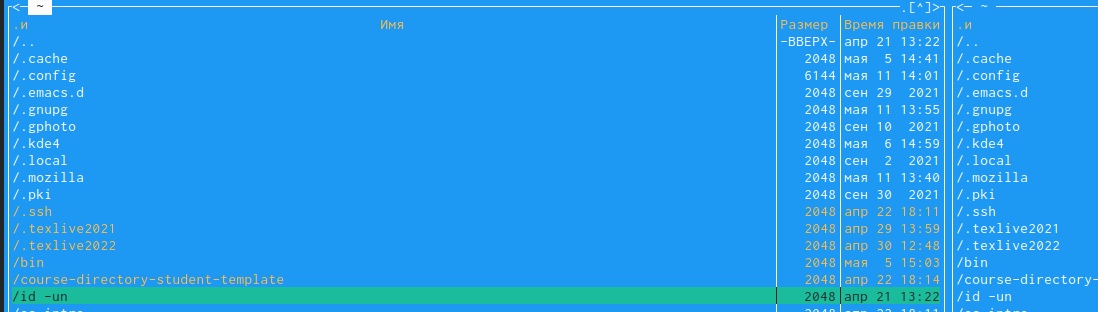 <─ ~ .[^]> <─ ~
.и Имя Размер Время правки .и
/.. -ВВЕРХ- апр 21 13:22 /..
/.cache 2048 мая 5 14:41 /.cache
/.config 6144 мая 11 14:01 /.config
/.emacs.d 2048 сен 29 2021 /.emacs.d
/.gnupg 2048 мая 11 13:55 /.gnupg
/.gphoto 2048 сен 10 2021 /.gphoto
/.kde4 2048 мая 6 14:59 /.kde4
/.local 2048 сен 2 2021 /.local
/.mozilla 2048 мая 11 13:40 /.mozilla
/.pki 2048 сен 30 2021 /.pki
/.ssh 2048 апр 22 18:11 /.ssh
/.texlive2021 2048 апр 29 13:59 /.texlive2021
/.texlive2022 2048 апр 30 12:48 /.texlive2022
/bin 2048 мая 5 15:03 /bin
/course-directory-student-template 2048 апр 22 18:14 /course-directory-
/id -un 2048 апр 21 13:22 /id -un